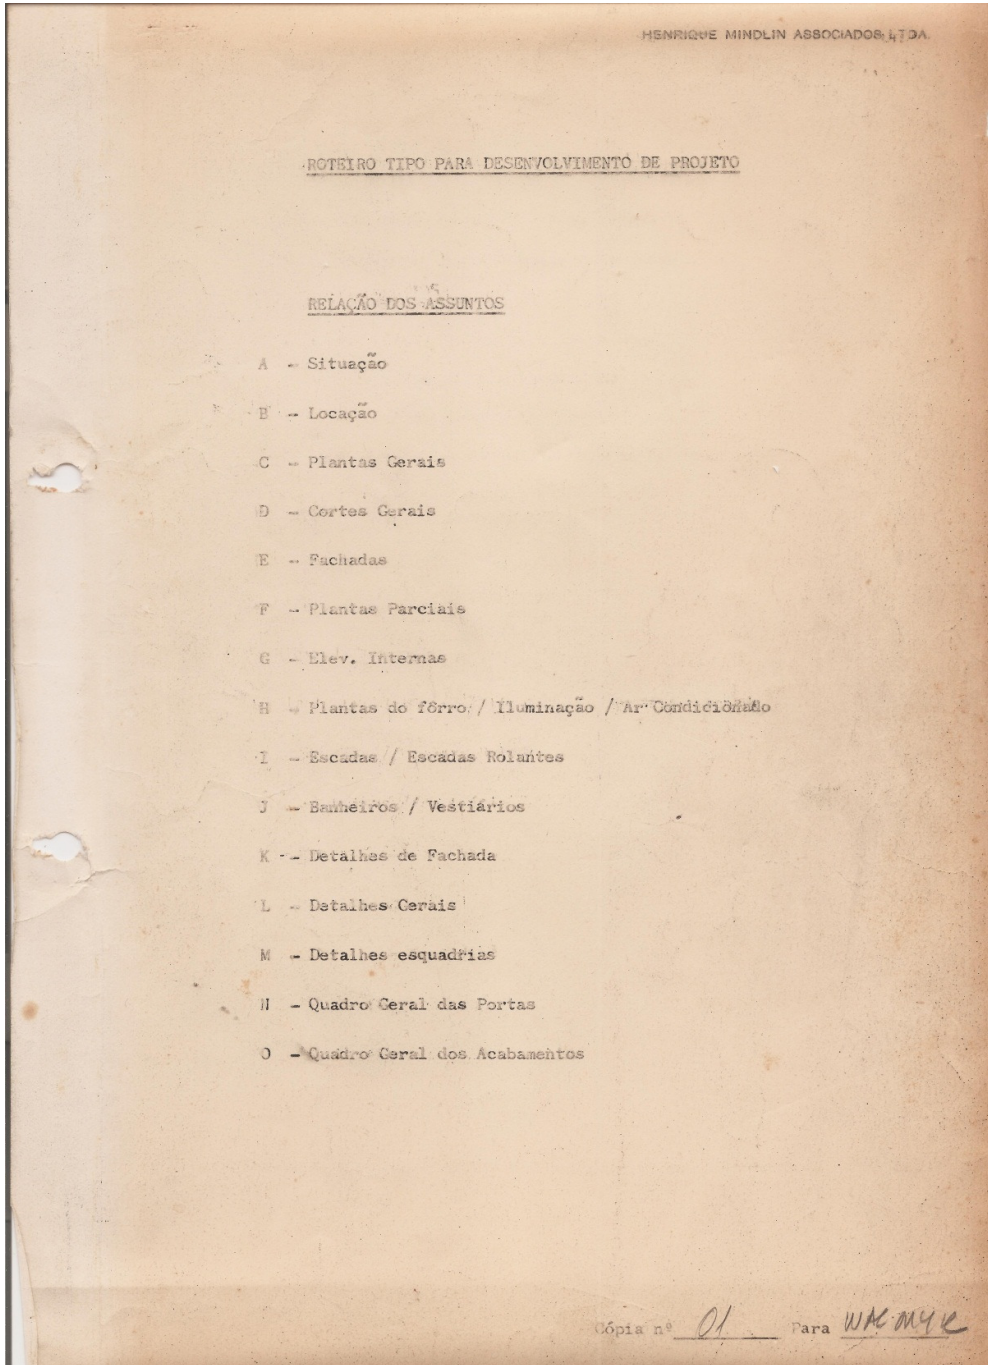 HENRIQUE MINDLIN ASSOCIADOS LTDA.
ROTEIRO TIPO PARA DESENVOLVIMENTO DE PROJETO
RELAÇÃO DOS ASSUNTOS
A - Situação
B - Locação
C - Plantas Gerais
D - Cortes Gerais
E - Fachadas
F - Plantas Parciais
G - Elev. Internas
H - Plantas do fôrro / Iluminação / Ar Condicionado
I - Escadas / Escadas Rolantes
J - Banheiros / Vestiários
K - Detalhes de Fachada
L - Detalhes Gerais
M - Detalhes esquadrias
N - Quadro Geral das Portas
O - Quadro Geral dos Acabamentos
Cópia nº 01 Para